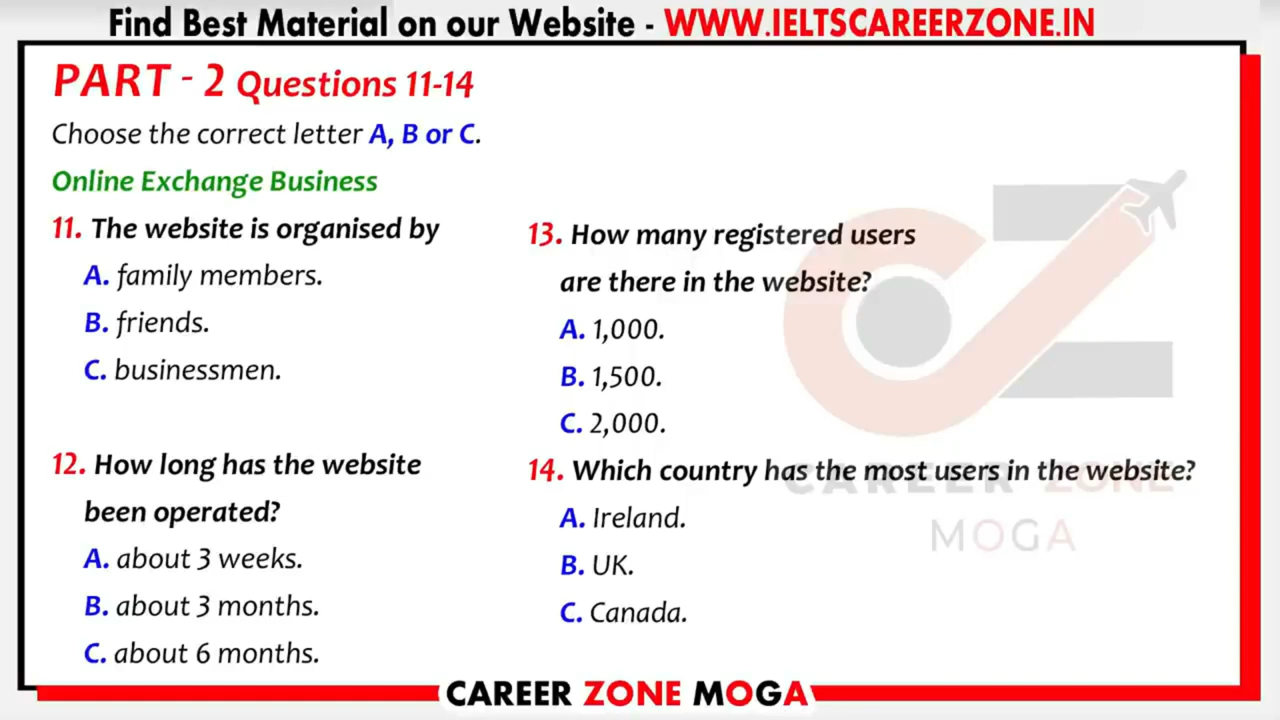 Find Best Material on our Website - WWW.IELTSCAREERZONE.IN
PART - 2 Questions 11-14
Choose the correct letter A, B or C.
Online Exchange Business
11. The website is organised by
A. family members.
B. friends.
C. businessmen.
12. How long has the website
been operated?
A. about 3 weeks.
B. about 3 months.
C. about 6 months.
13. How many registered users
are there in the website?
A. 1,000.
B. 1,500.
C. 2,000.
14. Which country has the most users in the website?
A. Ireland.
B. UK.
C. Canada.
CAREER ZONE
MOGA
CAREER ZONE MOGA